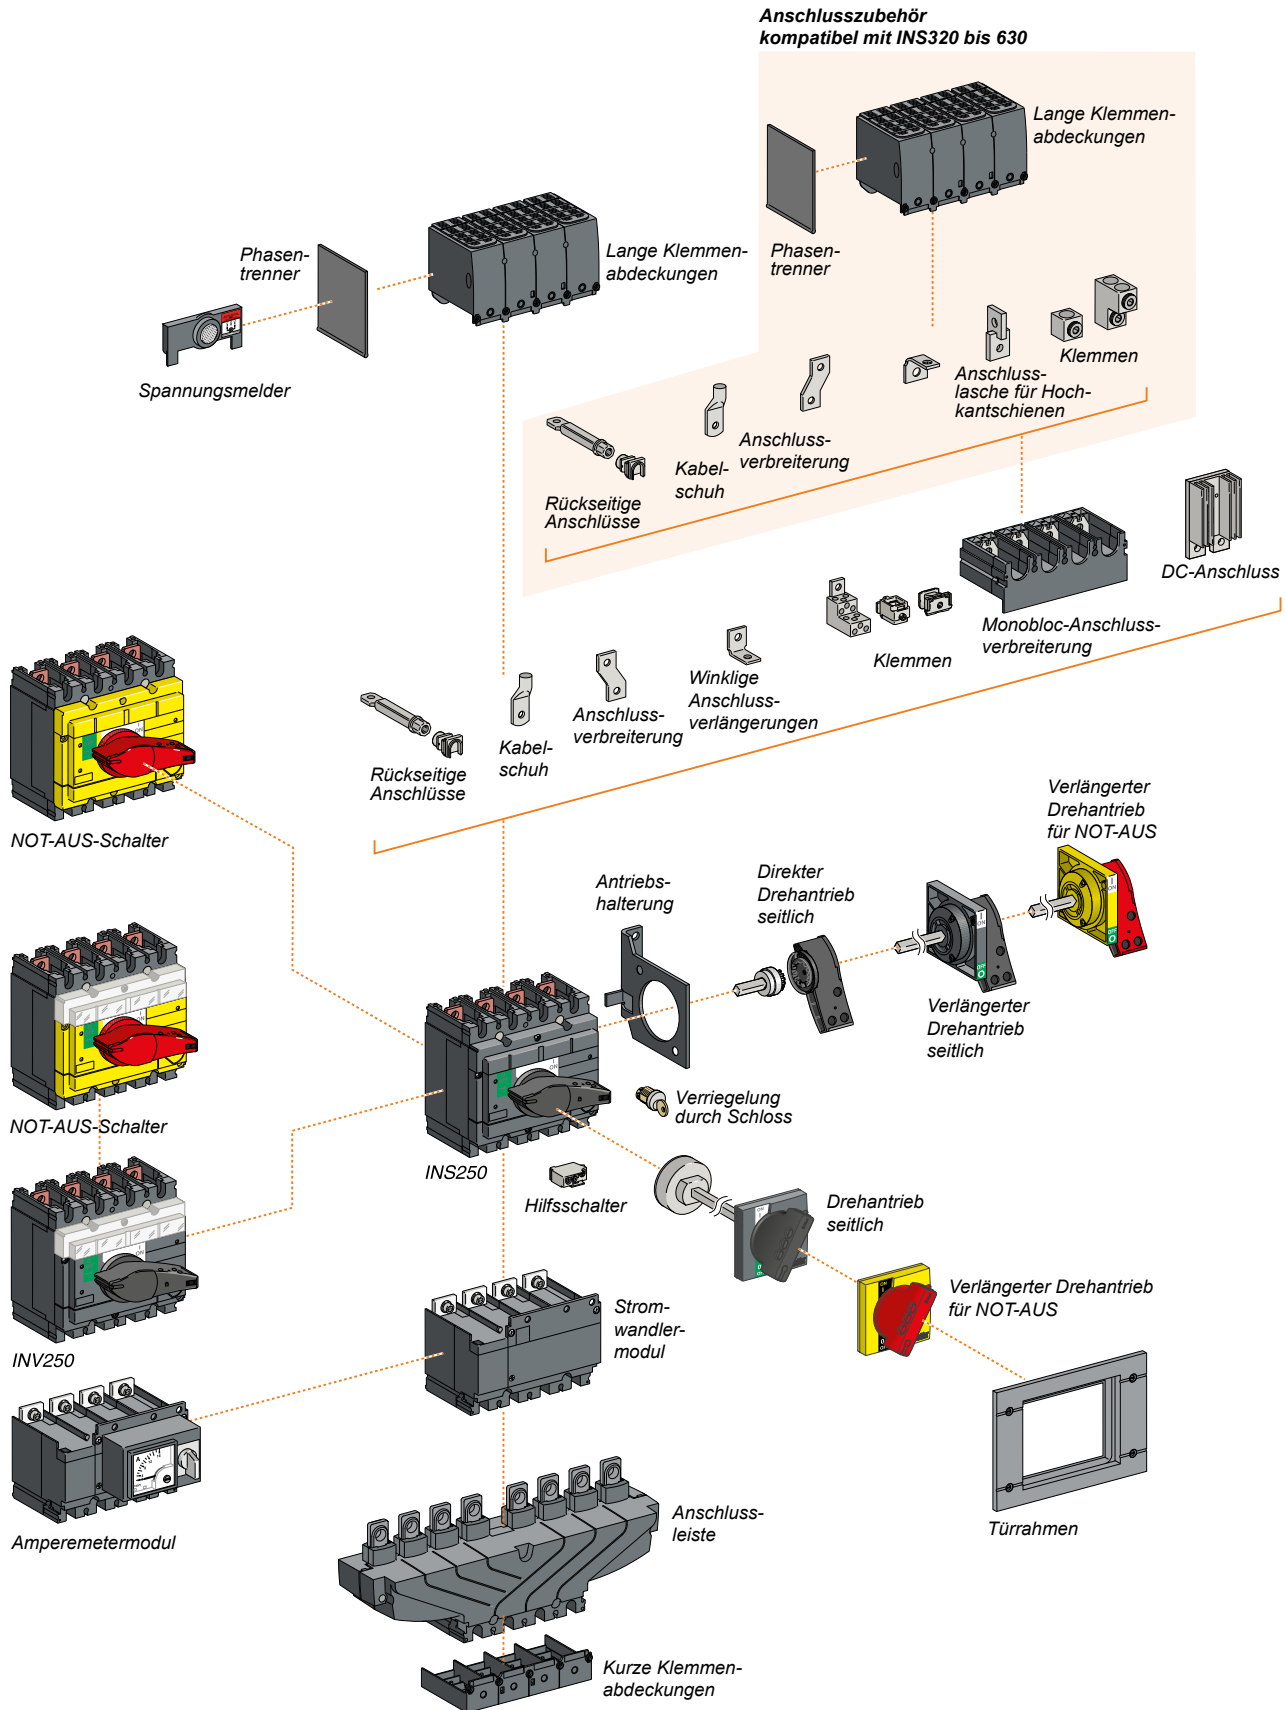 Anschlusszubehör
kompatibel mit INS320 bis 630
Lange Klemmen-
abdeckungen
Phasen-
trenner
Lange Klemmen-
abdeckungen
Phasen-
trenner
Spannungsmelder
Klemmen
Anschluss-
lasche für Hoch-
kantschienen
Anschluss-
verbreiterung
Kabel-
schuh
Rückseitige
Anschlüsse
DC-Anschluss
Monobloc-Anschluss-
verbreiterung
Klemmen
Winklige
Anschluss-
verlängerungen
Anschluss-
verbreiterung
Kabel-
schuh
Rückseitige
Anschlüsse
NOT-AUS-Schalter
Verlängerter
Drehantrieb
für NOT-AUS
Direkter
Drehantrieb
seitlich
Antriebs-
halterung
Verlängerter
Drehantrieb
seitlich
NOT-AUS-Schalter
Verriegelung
durch Schloss
INS250
Hilfsschalter
Drehantrieb
seitlich
Verlängerter Drehantrieb
für NOT-AUS
INV250
Strom-
wandler-
modul
Amperemetermodul
Anschluss-
leiste
Türrahmen
Kurze Klemmen-
abdeckungen